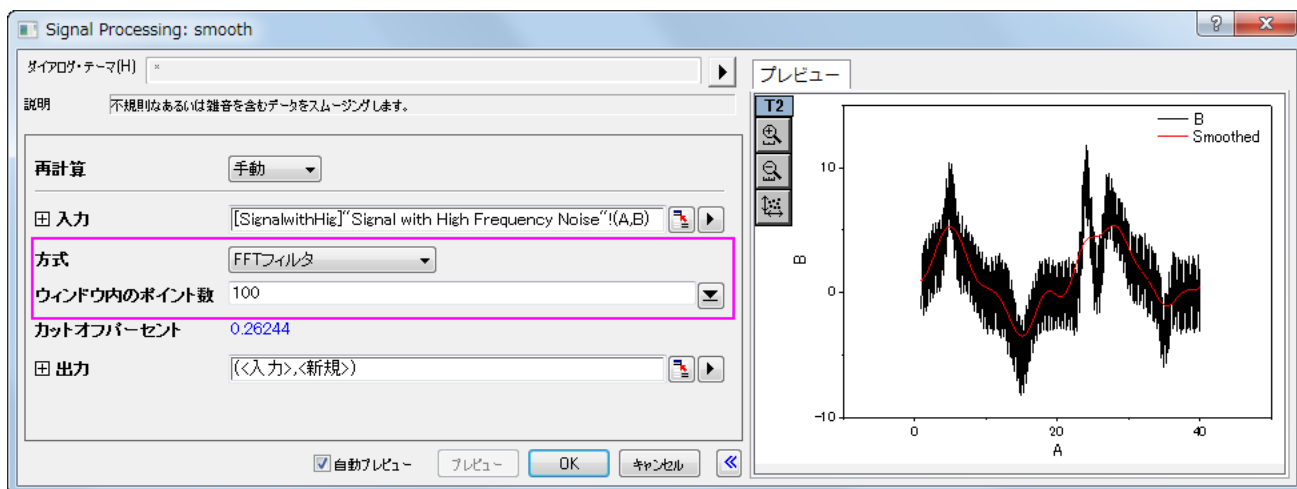 Signal Processing: smooth
ダイアログ・テーマ(H) *
説明 不規則なあるいは雑音を含むデータをスムージングします。
再計算 手動
入力 [SignalwithHig]"Signal with High Frequency Noise"!(A,B)
方式 FFTフィルタ
ウィンドウ内のポイント数 100
カットオフパーセント 0.26244
出力 (<入力>,<新規>)
自動プレビュー プレビュー OK キャンセル
プレビュー
T2
B
Smoothed
10
0
-10
B
0 20 40
A